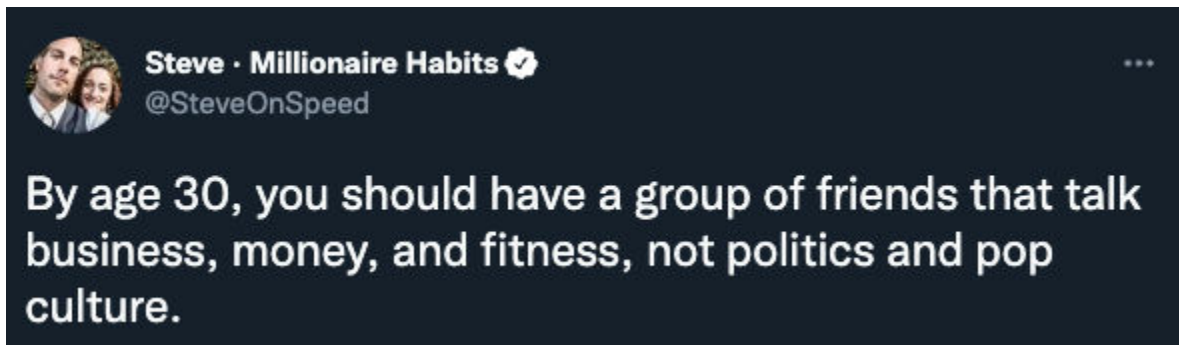 Steve · Millionaire Habits
@SteveOnSpeed
By age 30, you should have a group of friends that talk
business, money, and fitness, not politics and pop
culture.